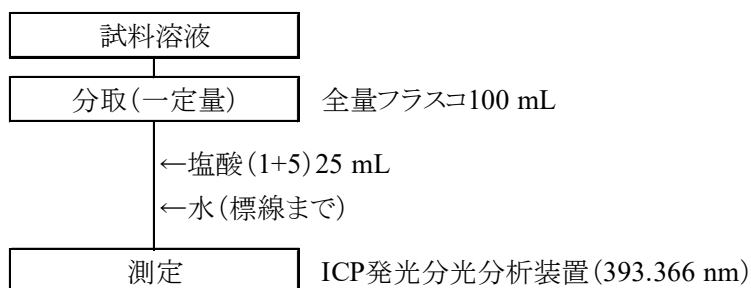 試料溶液
分取(一定量) 全量フラスコ100 mL
←塩酸(1+5)25 mL
←水(標線まで)
測定 ICP発光分光分析装置(393.366 nm)